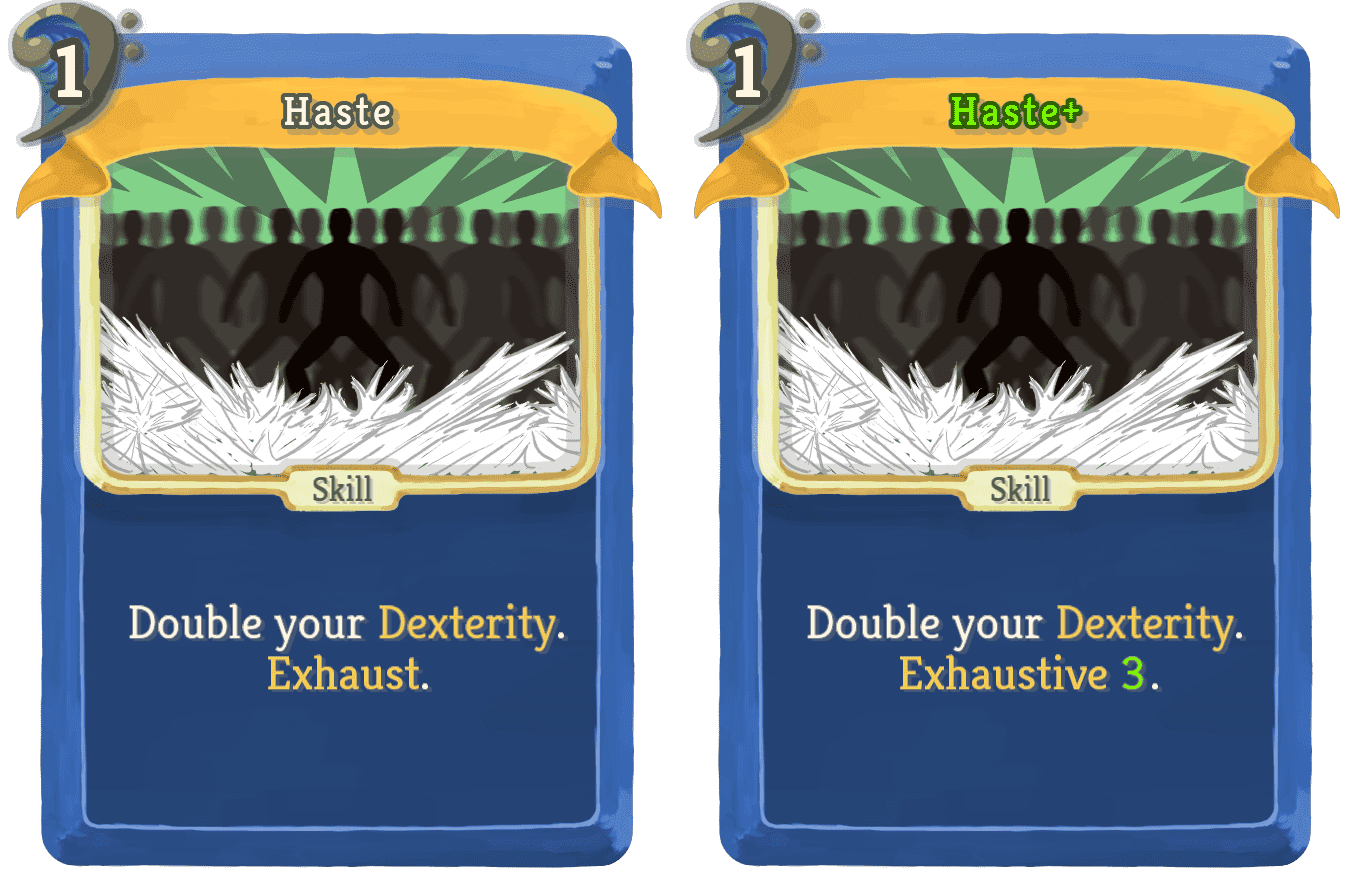 1
Haste
Skill
Double your Dexterity.
Exhaust.
1
Haste+
Skill
Double your Dexterity.
Exhaustive 3.